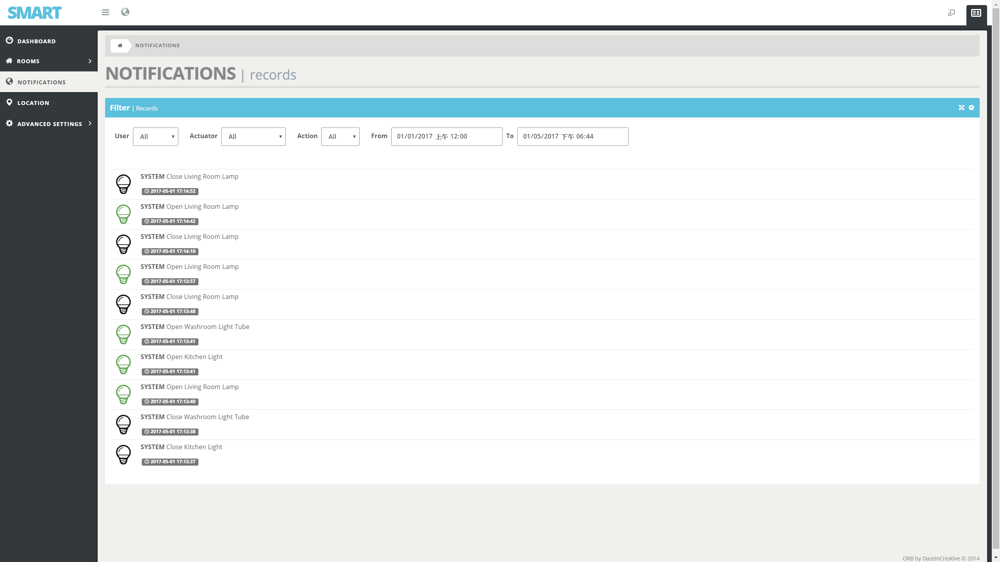 SMART
DASHBOARD
ROOMS
NOTIFICATIONS
LOCATION
ADVANCED SETTINGS
NOTIFICATIONS
NOTIFICATIONS | records
Filter | Records
User All Actuator All Action All From 01/01/2017 上午 12:00 To 01/05/2017 下午 06:44
SYSTEM Close Living Room Lamp
2017-05-01 17:14:52
SYSTEM Open Living Room Lamp
2017-05-01 17:14:42
SYSTEM Close Living Room Lamp
2017-05-01 17:14:10
SYSTEM Open Living Room Lamp
2017-05-01 17:13:57
SYSTEM Close Living Room Lamp
2017-05-01 17:13:48
SYSTEM Open Washroom Light Tube
2017-05-01 17:13:41
SYSTEM Open Kitchen Light
2017-05-01 17:13:41
SYSTEM Open Living Room Lamp
2017-05-01 17:13:40
SYSTEM Close Washroom Light Tube
2017-05-01 17:13:38
SYSTEM Close Kitchen Light
2017-05-01 17:13:37
ORB by DazeinCreative © 2014